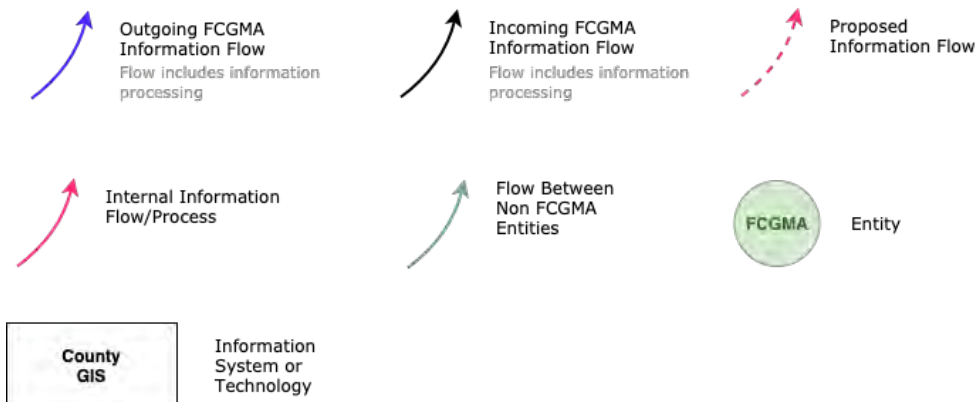 Outgoing FCGMA
Information Flow
Flow includes information
processing
Incoming FCGMA
Information Flow
Flow includes information
processing
Proposed
Information Flow
Internal Information
Flow/Process
Flow Between
Non FCGMA
Entities
FCGMA
Entity
County
GIS
Information
System or
Technology